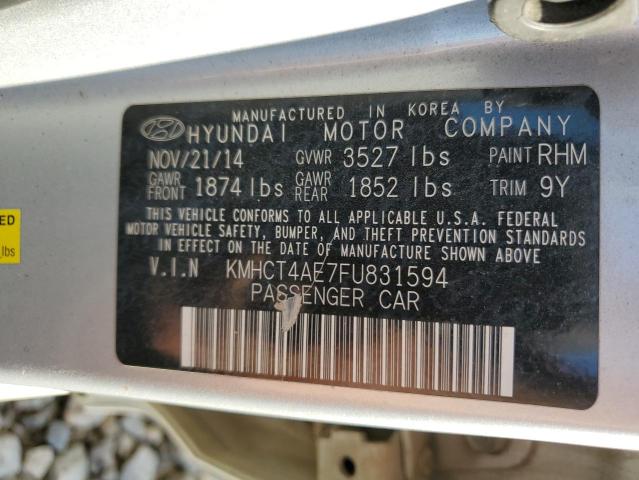 MANUFACTURED IN KOREA BY
HYUNDAI MOTOR COMPANY
NOV/21/14 GVWR 3527 lbs PAINT RHM
GAWR FRONT 1874 lbs GAWR REAR 1852 lbs TRIM 9Y
THIS VEHICLE CONFORMS TO ALL APPLICABLE U.S.A. FEDERAL
MOTOR VEHICLE SAFETY, BUMPER, AND THEFT PREVENTION STANDARDS
IN EFFECT ON THE DATE OF MANUFACTURE SHOWN ABOVE.
V.I.N KMHCT4AE7FU831594
PASSENGER CAR
lbs